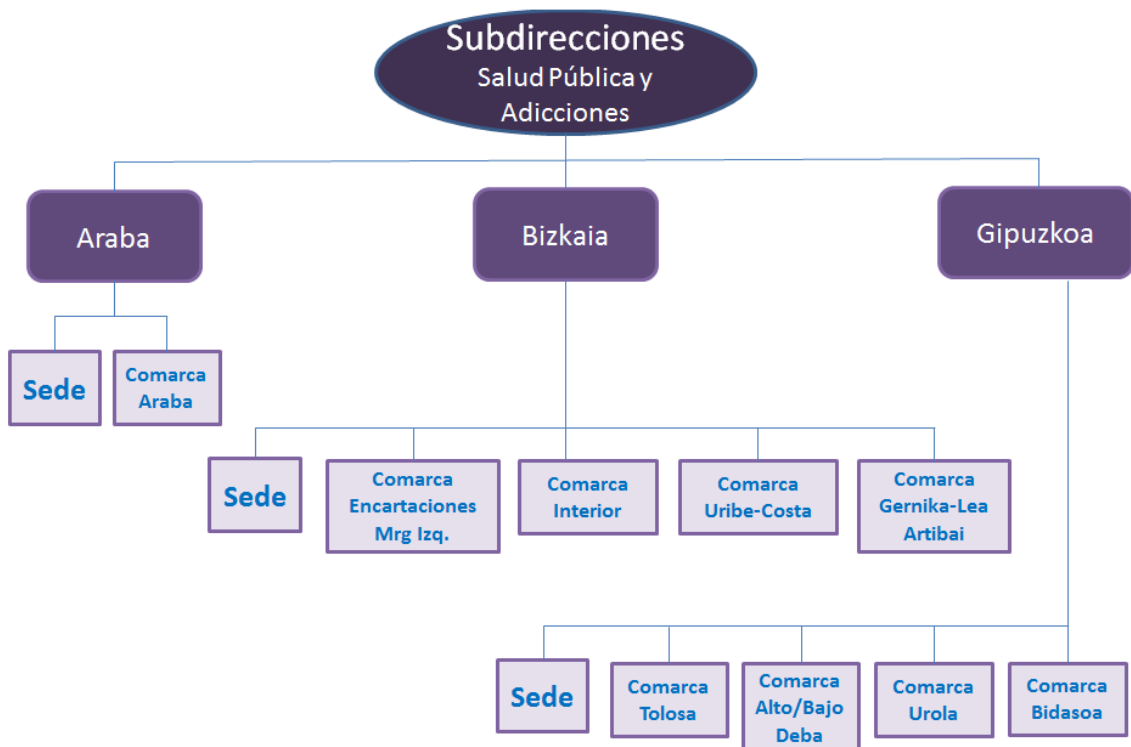 Subdirecciones
Salud Pública y
Adicciones
Araba
Bizkaia
Gipuzkoa
Sede
Comarca
Araba
Sede
Comarca
Encartaciones
Mrg Izq.
Comarca
Interior
Comarca
Uribe-Costa
Comarca
Gernika-Lea
Artibai
Sede
Comarca
Tolosa
Comarca
Alto/Bajo
Deba
Comarca
Urola
Comarca
Bidasoa